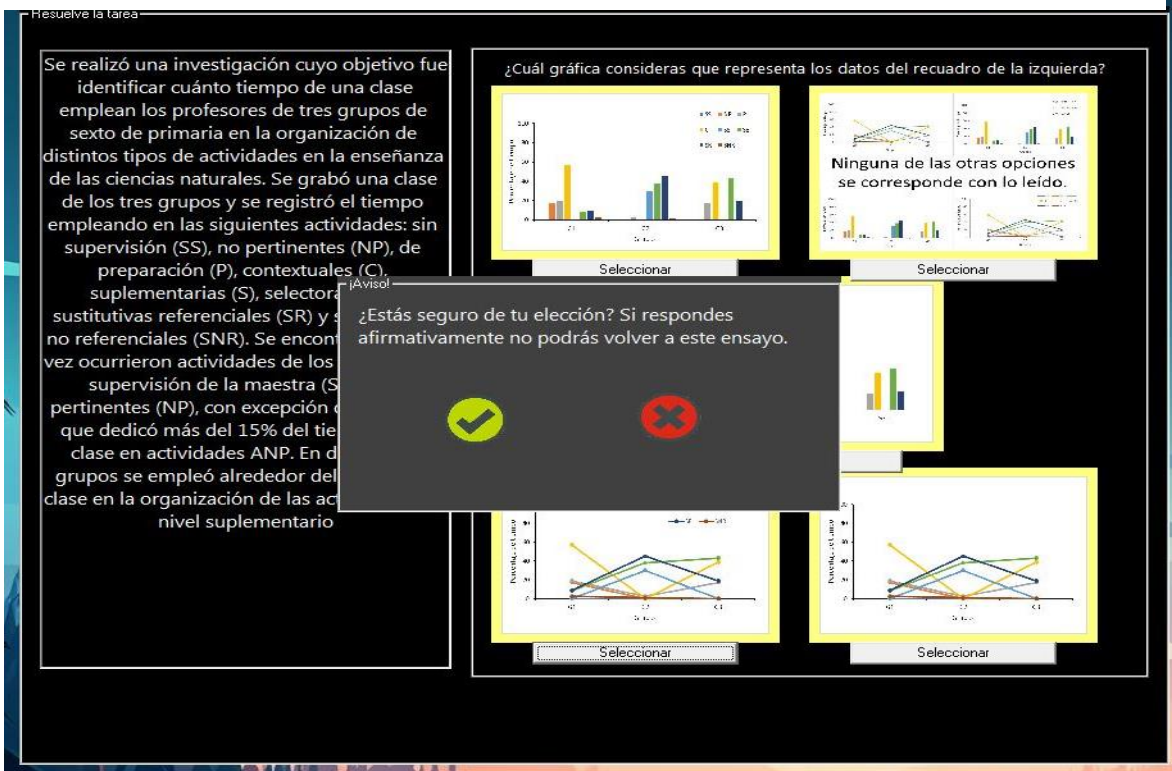 Resuelve la tarea
Se realizó una investigación cuyo objetivo fue
identificar cuánto tiempo de una clase
emplean los profesores de tres grupos de
sexto de primaria en la organización de
distintos tipos de actividades en la enseñanza
de las ciencias naturales. Se grabó una clase
de los tres grupos y se registró el tiempo
empleando en las siguientes actividades: sin
supervisión (SS), no pertinentes (NP), de
preparación (P), contextuales (C),
suplementarias (S), selectora
sustitutivas referenciales (SR) y s
no referenciales (SNR). Se encon
vez ocurrieron actividades de los
supervisión de la maestra (S
pertinentes (NP), con excepción
que dedicó más del 15% del tie
clase en actividades ANP. En d
grupos se empleó alrededor del
clase en la organización de las act
nivel suplementario
¿Cuál gráfica consideras que representa los datos del recuadro de la izquierda?
Ninguna de las otras opciones
se corresponde con lo leído.
Seleccionar
Seleccionar
¡Aviso!
¿Estás seguro de tu elección? Si respondes
afirmativamente no podrás volver a este ensayo.
Seleccionar
Seleccionar